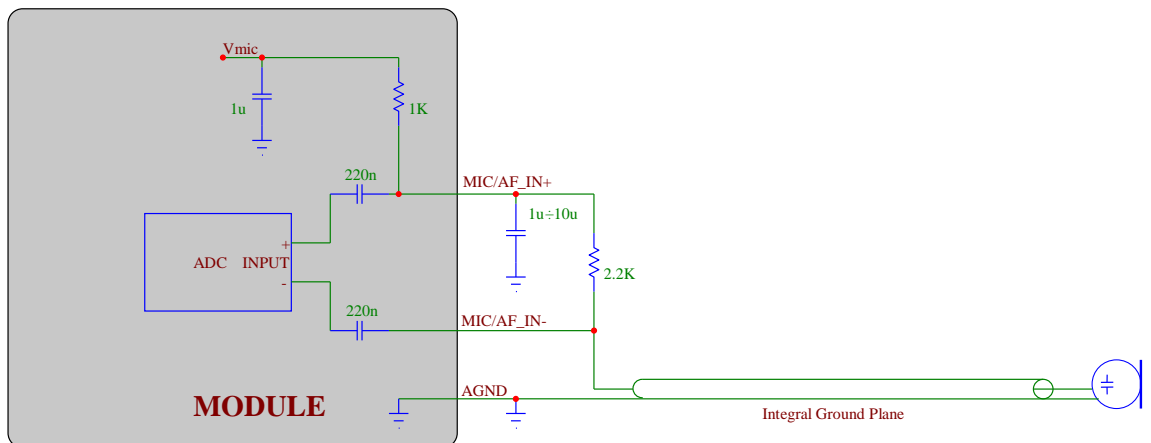 Vmic
1u
1K
220n
MIC/AF_IN+
1u÷10u
+
ADC INPUT
-
2.2K
220n
MIC/AF_IN-
AGND
MODULE
Integral Ground Plane